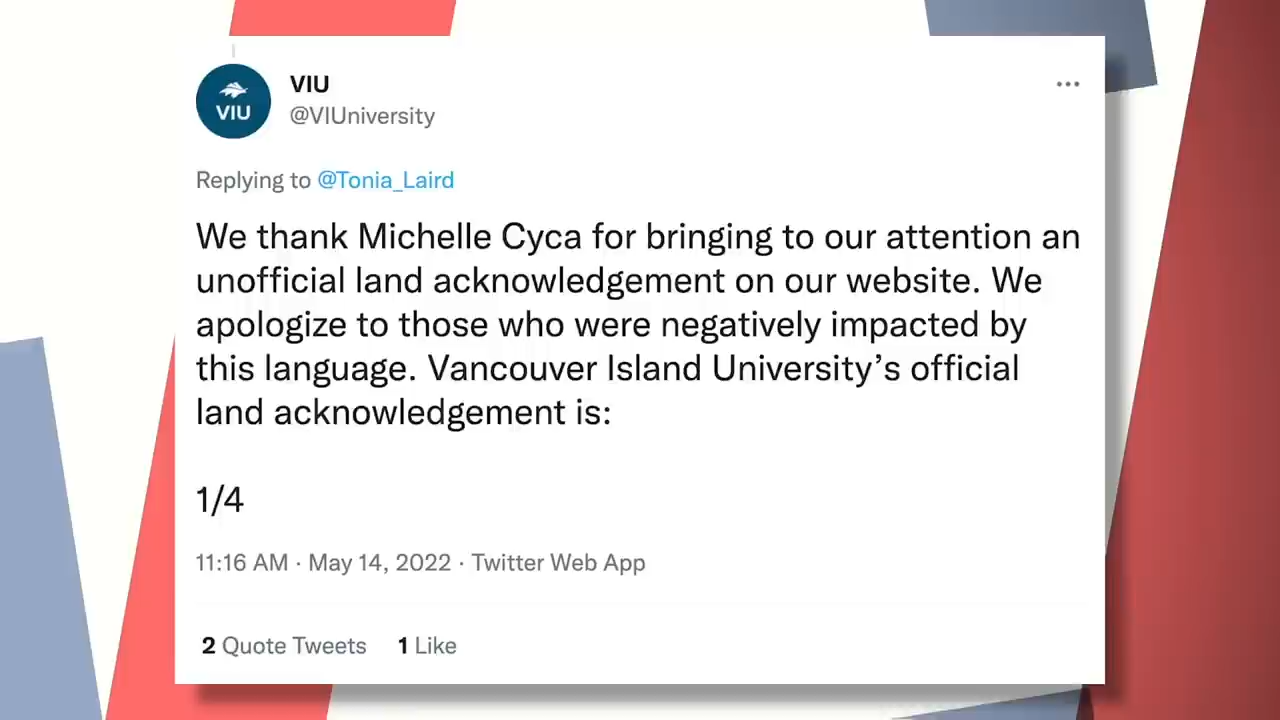 VIU
VIU
@VIUniversity
Replying to @Tonia_Laird
We thank Michelle Cyca for bringing to our attention an
unofficial land acknowledgement on our website. We
apologize to those who were negatively impacted by
this language. Vancouver Island University’s official
land acknowledgement is:
1/4
11:16 AM · May 14, 2022 · Twitter Web App
2 Quote Tweets 1 Like